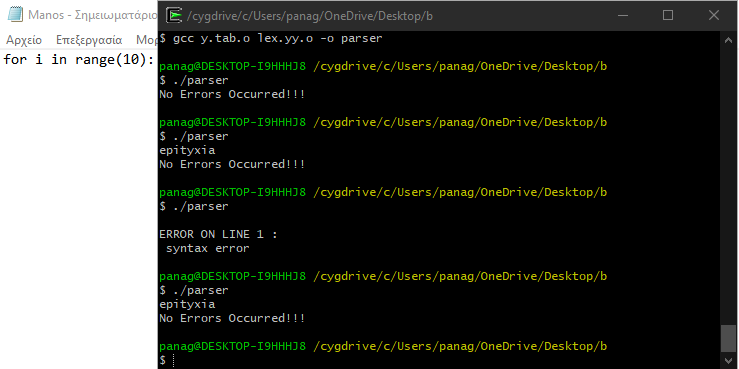 Manos - Σημειωματάριο
Αρχείο Επεξεργασία
for i in range(10):
/cygdrive/c/Users/panag/OneDrive/Desktop/b
$ gcc y.tab.o lex.yy.o -o parser
panag@DESKTOP-I9HHHJ8 /cygdrive/c/Users/panag/OneDrive/Desktop/b
$ ./parser
No Errors Occurred!!!
panag@DESKTOP-I9HHHJ8 /cygdrive/c/Users/panag/OneDrive/Desktop/b
$ ./parser
epityxia
No Errors Occurred!!!
panag@DESKTOP-I9HHHJ8 /cygdrive/c/Users/panag/OneDrive/Desktop/b
$ ./parser
ERROR ON LINE 1 :
syntax error
panag@DESKTOP-I9HHHJ8 /cygdrive/c/Users/panag/OneDrive/Desktop/b
$ ./parser
epityxia
No Errors Occurred!!!
panag@DESKTOP-I9HHHJ8 /cygdrive/c/Users/panag/OneDrive/Desktop/b
$